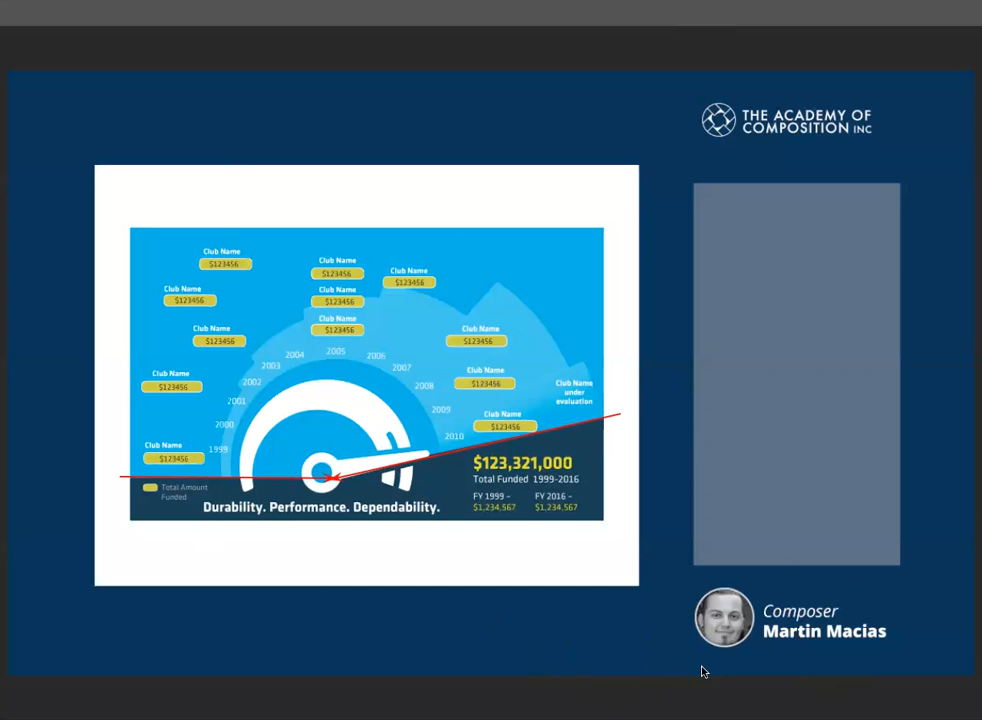 THE ACADEMY OF
COMPOSITION INC
Club Name
$123456
Club Name
$123456
Club Name
$123456
Club Name
$123456
Club Name
$123456
Club Name
$123456
Club Name
$123456
Club Name
$123456
Club Name
$123456
Club Name
$123456
Club Name
$123456
Club Name
$123456
Club Name
under
evaluation
1999
2000
2001
2002
2003
2004
2005
2006
2007
2008
2009
2010
Total Amount
Funded
Durability. Performance. Dependability.
$123,321,000
Total Funded 1999-2016
FY 1999 –
$1,234,567
FY 2016 –
$1,234,567
Composer
Martin Macias